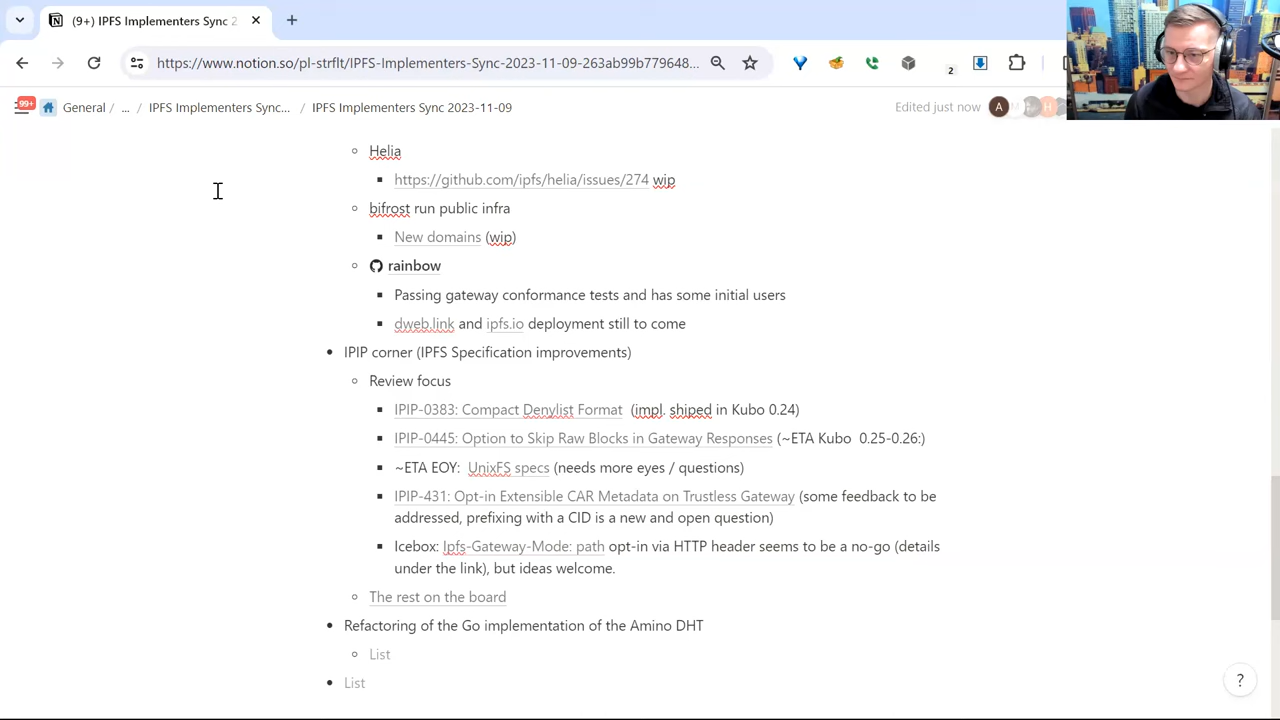 (9+) IPFS Implementers Sync 2
https://www.notion.so/pl-strflt/IPFS-Implementers-Sync-2023-11-09-263ab99b779648...
2
99+
General / ... / IPFS Implementers Sync... / IPFS Implementers Sync 2023-11-09
Edited just now
A
H
Helia
https://github.com/ipfs/helia/issues/274 wip
bifrost run public infra
New domains (wip)
rainbow
Passing gateway conformance tests and has some initial users
dweb.link and ipfs.io deployment still to come
IPIP corner (IPFS Specification improvements)
Review focus
IPIP-0383: Compact Denylist Format (impl. shiped in Kubo 0.24)
IPIP-0445: Option to Skip Raw Blocks in Gateway Responses (~ETA Kubo 0.25-0.26:)
~ETA EOY: UnixFS specs (needs more eyes / questions)
IPIP-431: Opt-in Extensible CAR Metadata on Trustless Gateway (some feedback to be
addressed, prefixing with a CID is a new and open question)
Icebox: Ipfs-Gateway-Mode: path opt-in via HTTP header seems to be a no-go (details
under the link), but ideas welcome.
The rest on the board
Refactoring of the Go implementation of the Amino DHT
List
List
?